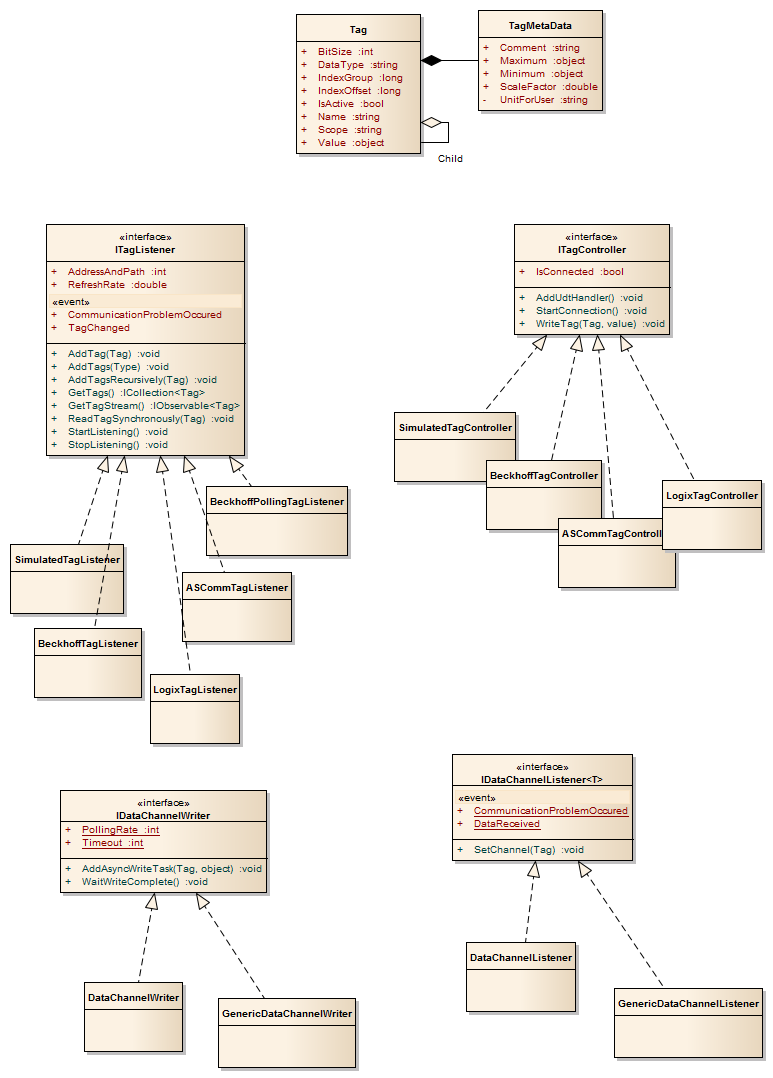 Tag
+ BitSize :int
+ DataType :string
+ IndexGroup :long
+ IndexOffset :long
+ IsActive :bool
+ Name :string
+ Scope :string
+ Value :object
TagMetaData
+ Comment :string
+ Maximum :object
+ Minimum :object
+ ScaleFactor :double
- UnitForUser :string
Child
«interface»
ITagListener
+ AddressAndPath :int
+ RefreshRate :double
«event»
+ CommunicationProblemOccured
+ TagChanged
+ AddTag(Tag) :void
+ AddTags(Type) :void
+ AddTagsRecursively(Tag) :void
+ GetTags() :ICollection<Tag>
+ GetTagStream() :IObservable<Tag>
+ ReadTagSynchronously(Tag) :void
+ StartListening() :void
+ StopListening() :void
«interface»
ITagController
+ IsConnected :bool
+ AddUdtHandler() :void
+ StartConnection() :void
+ WriteTag(Tag, value) :void
SimulatedTagController
BeckhoffTagController
LogixTagController
ASCommTagControll
BeckhoffPollingTagListener
SimulatedTagListener
ASCommTagListener
BeckhoffTagListener
LogixTagListener
«interface»
IDataChannelWriter
+ PollingRate :int
+ Timeout :int
+ AddAsyncWriteTask(Tag, object) :void
+ WaitWriteComplete() :void
«interface»
IDataChannelListener<T>
«event»
+ CommunicationProblemOccured
+ DataReceived
+ SetChannel(Tag) :void
DataChannelWriter
GenericDataChannelWriter
DataChannelListener
GenericDataChannelListener